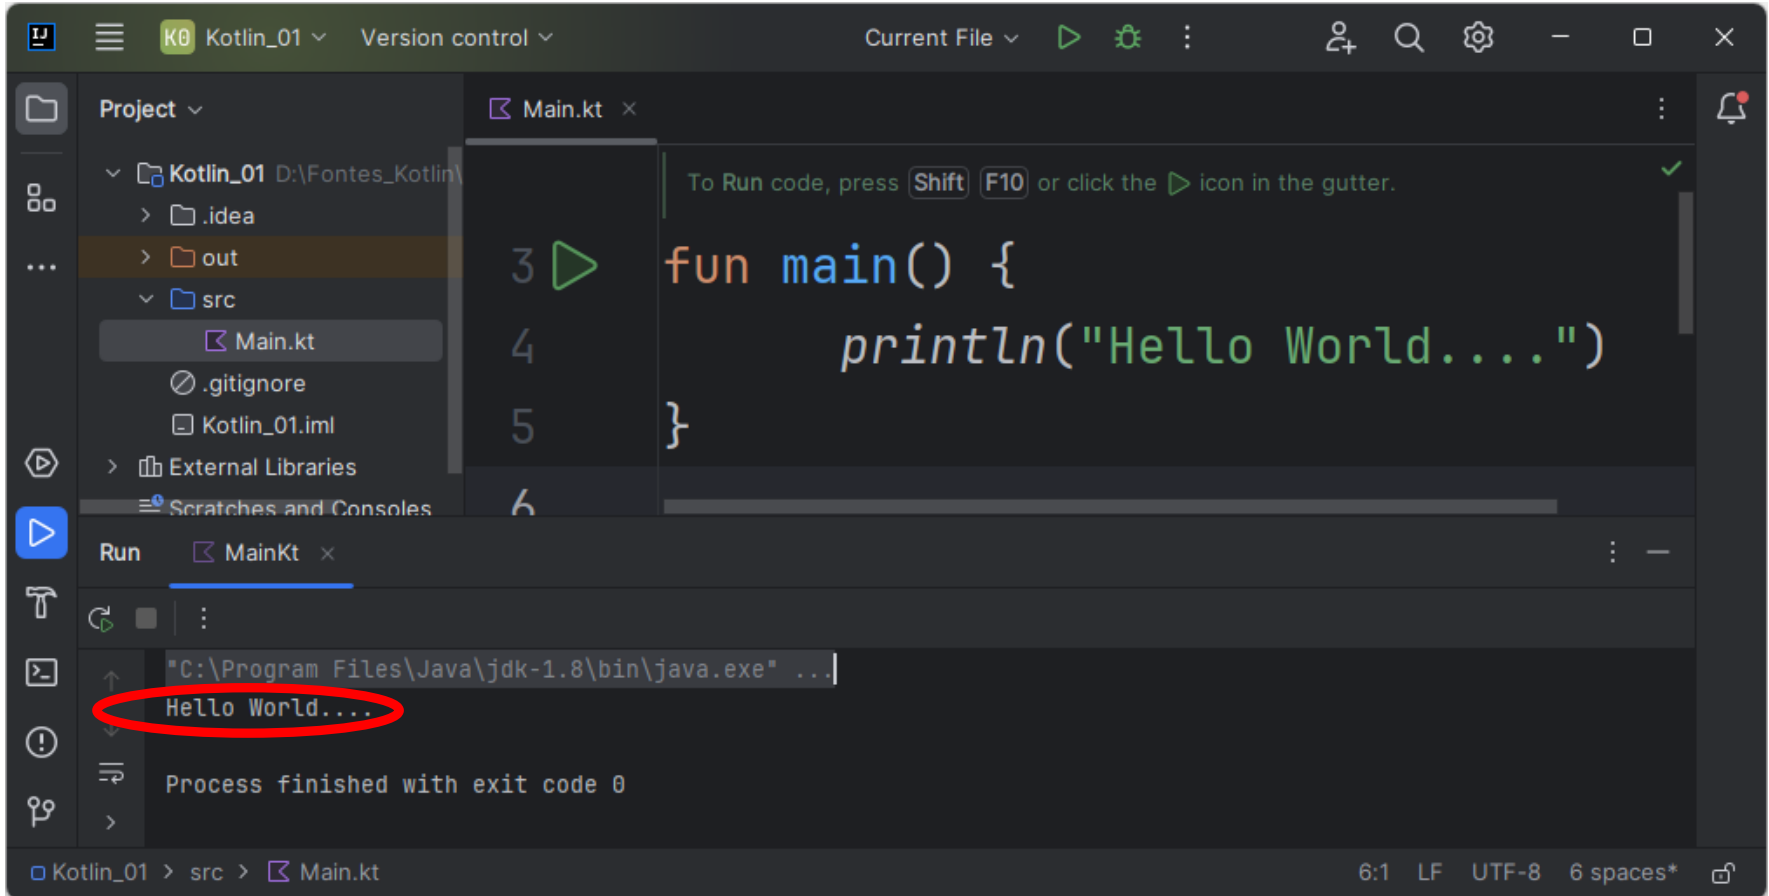 IJ
K0 Kotlin_01 Version control Current File
Project
Main.kt
Kotlin_01 D:\Fontes_Kotlin\
.idea
out
src
Main.kt
.gitignore
Kotlin_01.iml
External Libraries
Scratches and Consoles
To Run code, press Shift F10 or click the icon in the gutter.
3 fun main() {
4 println("Hello World....")
5 }
6
Run MainKt
"C:\Program Files\Java\jdk-1.8\bin\java.exe" ...
Hello World....
Process finished with exit code 0
Kotlin_01 > src > Main.kt 6:1 LF UTF-8 6 spaces*